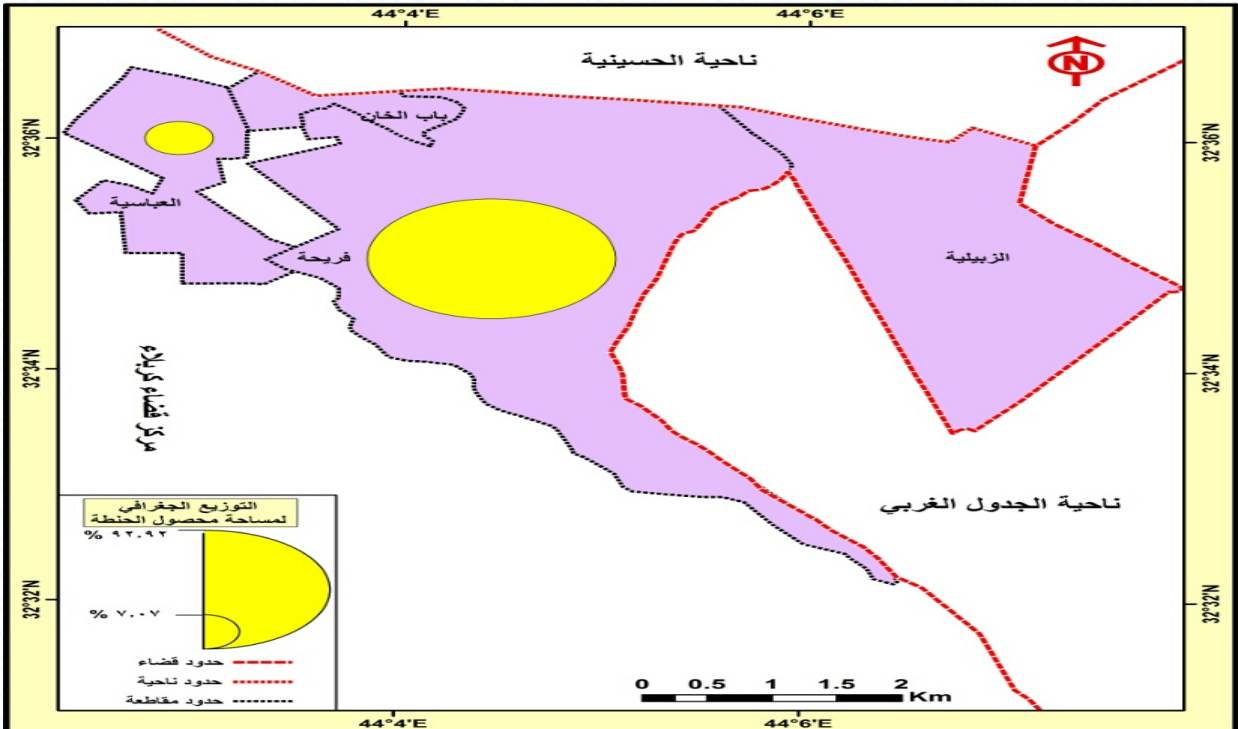 44°4'E
44°6'E
ناحية الحسينية
N
باب الخان
32°36'N
32°36'N
العباسية
فريحة
الزبيلية
32°34'N
32°34'N
مركز قضاء كربلاء
ناحية الجدول الغربي
التوزيع الجغرافي
لمساحة محصول الحنطة
% ٩٢.٩٢
% ٧.٠٧
32°32'N
32°32'N
حدود قضاء
حدود ناحية
حدود مقاطعة
0 0.5 1 1.5 2
Km
44°4'E
44°6'E